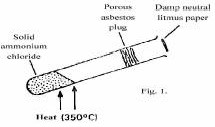 Porous
asbestos
plug
Damp neutral
litmus paper
Solid
ammonium
chloride
Fig. 1.
Heat (350°C)